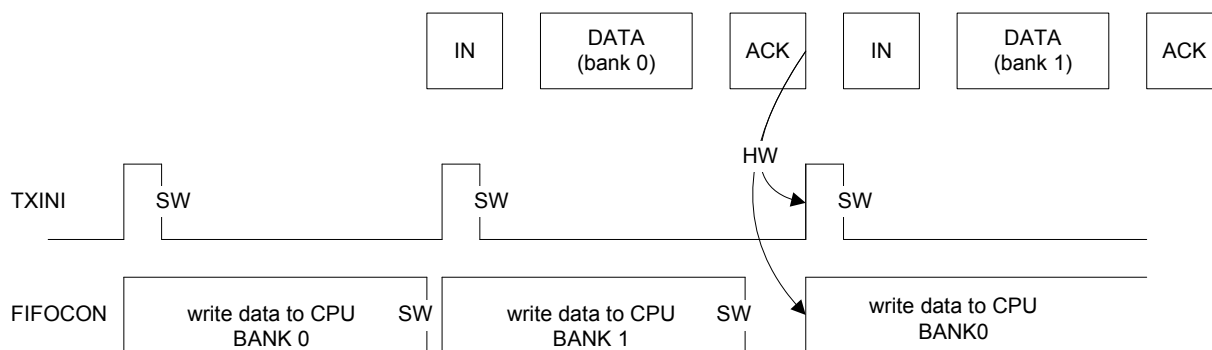 IN
DATA
(bank 0)
ACK
IN
DATA
(bank 1)
ACK
HW
TXINI
SW
SW
SW
FIFOCON
write data to CPU
BANK 0
SW
write data to CPU
BANK 1
SW
write data to CPU
BANK0